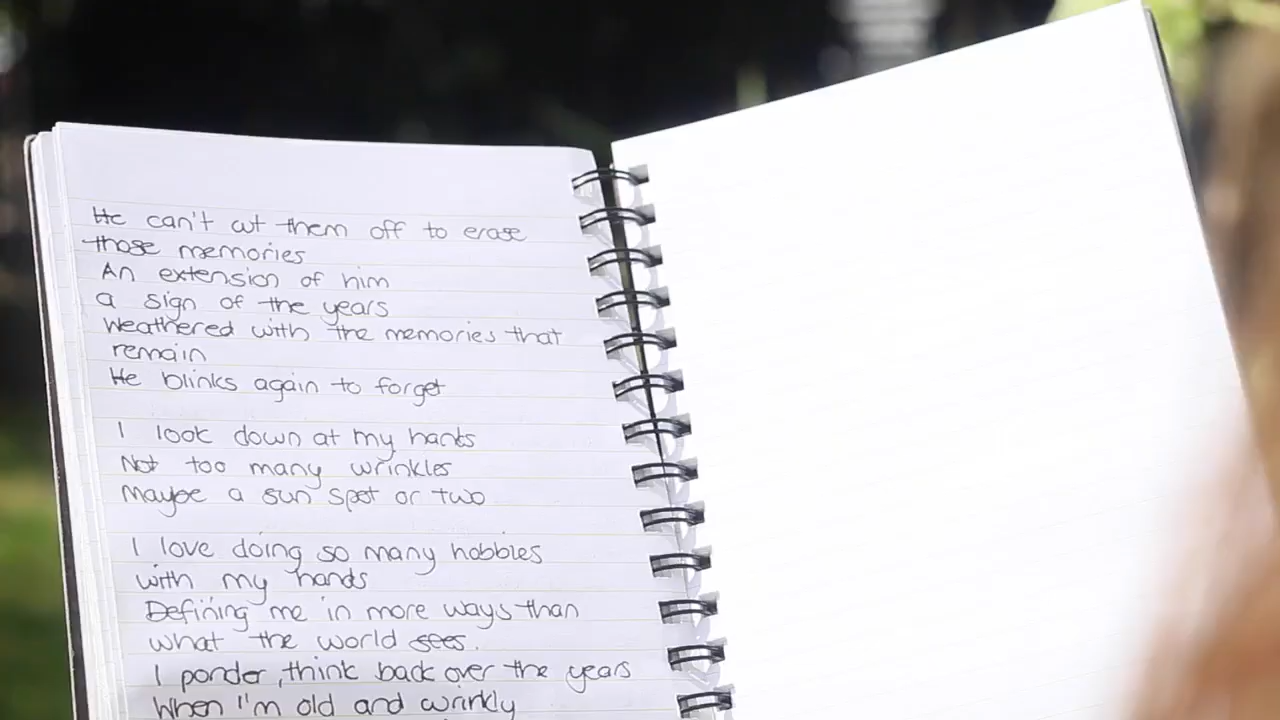 He can't cut them off to erase
those memories
An extension of him
a sign of the years
Weathered with the memories that
remain
He blinks again to forget
I look down at my hands
Not too many wrinkles
Maybe a sun spot or two
I love doing so many hobbies
with my hands
Defining me in more ways than
what the world sees.
I ponder, think back over the years
When I'm old and wrinkly